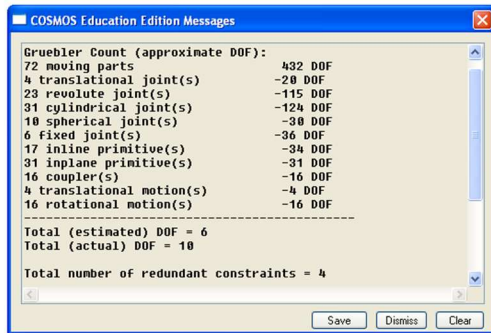 COSMOS Education Edition Messages
Gruebler Count (approximate DOF):
72 moving parts 432 DOF
4 translational joint(s) -20 DOF
23 revolute joint(s) -115 DOF
31 cylindrical joint(s) -124 DOF
10 spherical joint(s) -30 DOF
6 fixed joint(s) -36 DOF
17 inline primitive(s) -34 DOF
31 inplane primitive(s) -31 DOF
16 coupler(s) -16 DOF
4 translational motion(s) -4 DOF
16 rotational motion(s) -16 DOF
---------------------------------------------
Total (estimated) DOF = 6
Total (actual) DOF = 10
Total number of redundant constraints = 4
Save Dismiss Clear